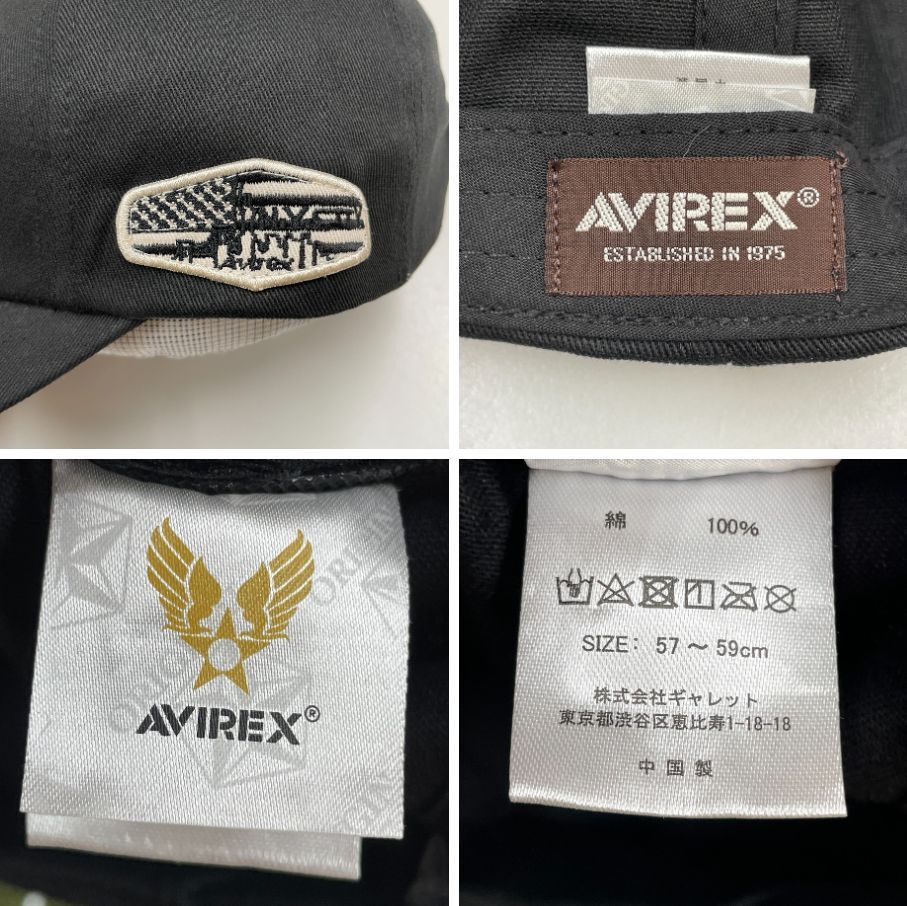 N.Y.C
Avirex
AVIREX®
ESTABLISHED IN 1975
AVIREX®
綿 100%
SIZE: 57 ～ 59cm
株式会社ギャレット
東京都渋谷区恵比寿1-18-18
中国製